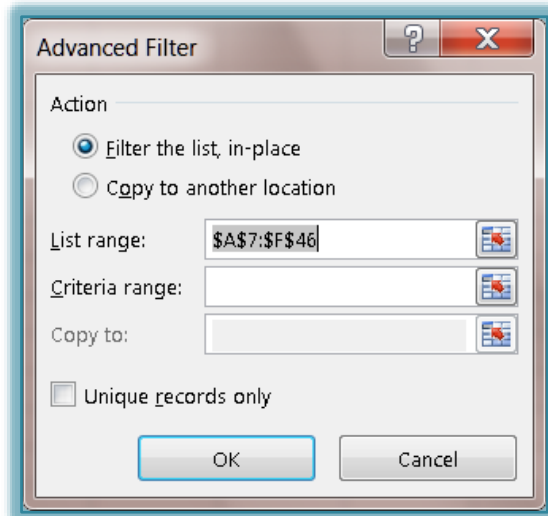 Advanced Filter
?
X
Action
Filter the list, in-place
Copy to another location
List range: $A$7:$F$46
Criteria range:
Copy to:
Unique records only
OK Cancel